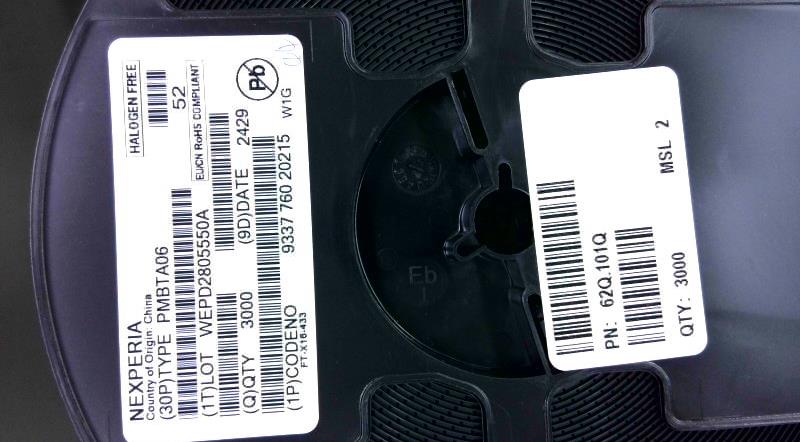 NEXPERIA
Country of Origin: China
(30P)TYPE PMBTA06
(1T)LOT WEPD2805550A
(Q)QTY 3000 (9D)DATE 2429
(1P)CODENO 9337 760 20215 W1G
FT-X16-433
HALOGEN FREE
52
EU/CN RoHS COMPLIANT
Pb
PN: 62Q.101Q
QTY: 3000 MSL 2